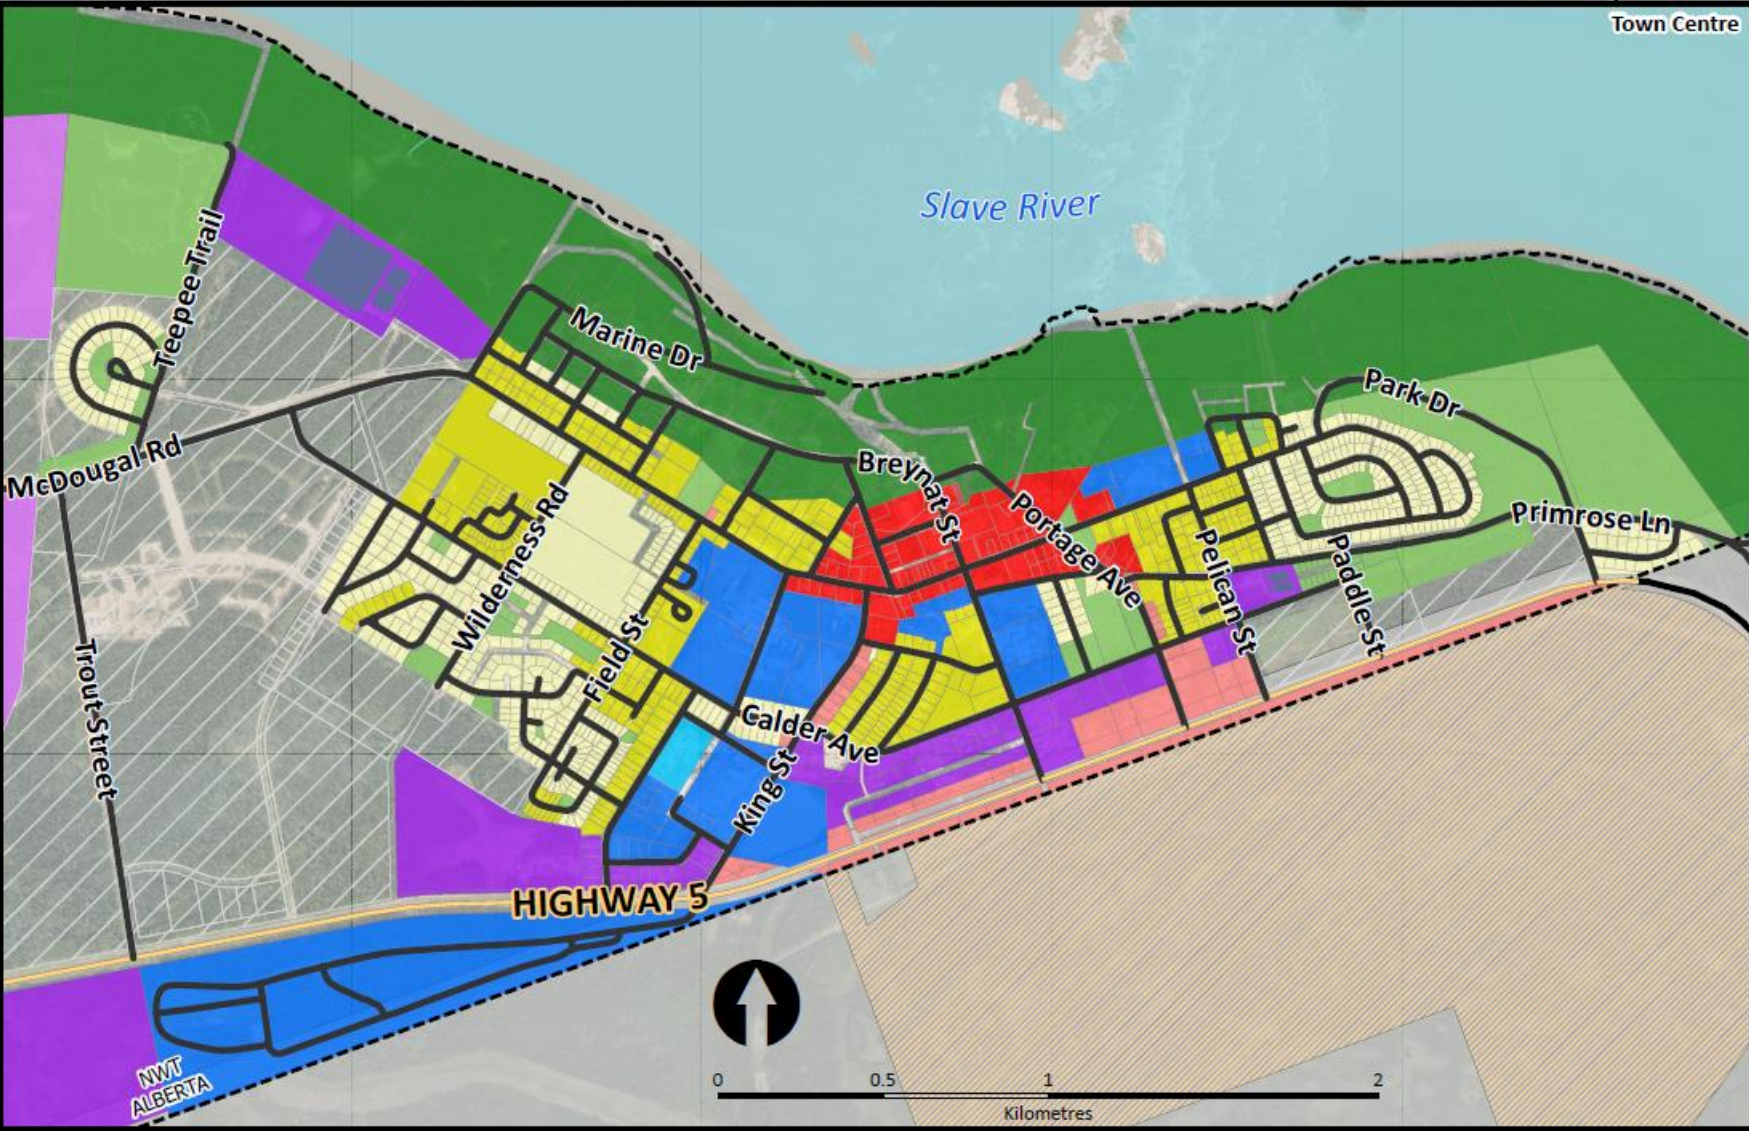 Town Centre
Slave River
Teepee Trail
Marine Dr
Park Dr
McDougal Rd
Breynat St
Portage Ave
Primrose Ln
Wilderness Rd
Pelican St
Paddle St
Trout Street
Field St
Calder Ave
King St
HIGHWAY 5
NWT
ALBERTA
0 0.5 1 2
Kilometres